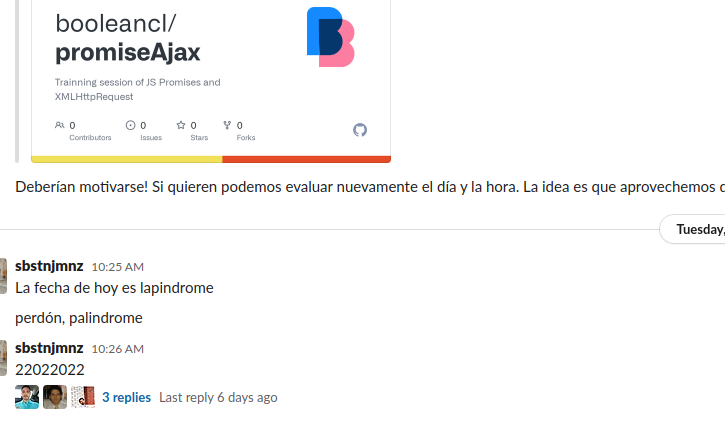 booleancl/
promiseAjax
Trainning session of JS Promises and
XMLHttpRequest
0 0 0 0
Contributors Issues Stars Forks
Deberían motivarse! Si quieren podemos evaluar nuevamente el día y la hora. La idea es que aprovechemos
Tuesday,
sbstnjmnz 10:25 AM
La fecha de hoy es lapindrome
perdón, palindrome
sbstnjmnz 10:26 AM
22022022
3 replies Last reply 6 days ago